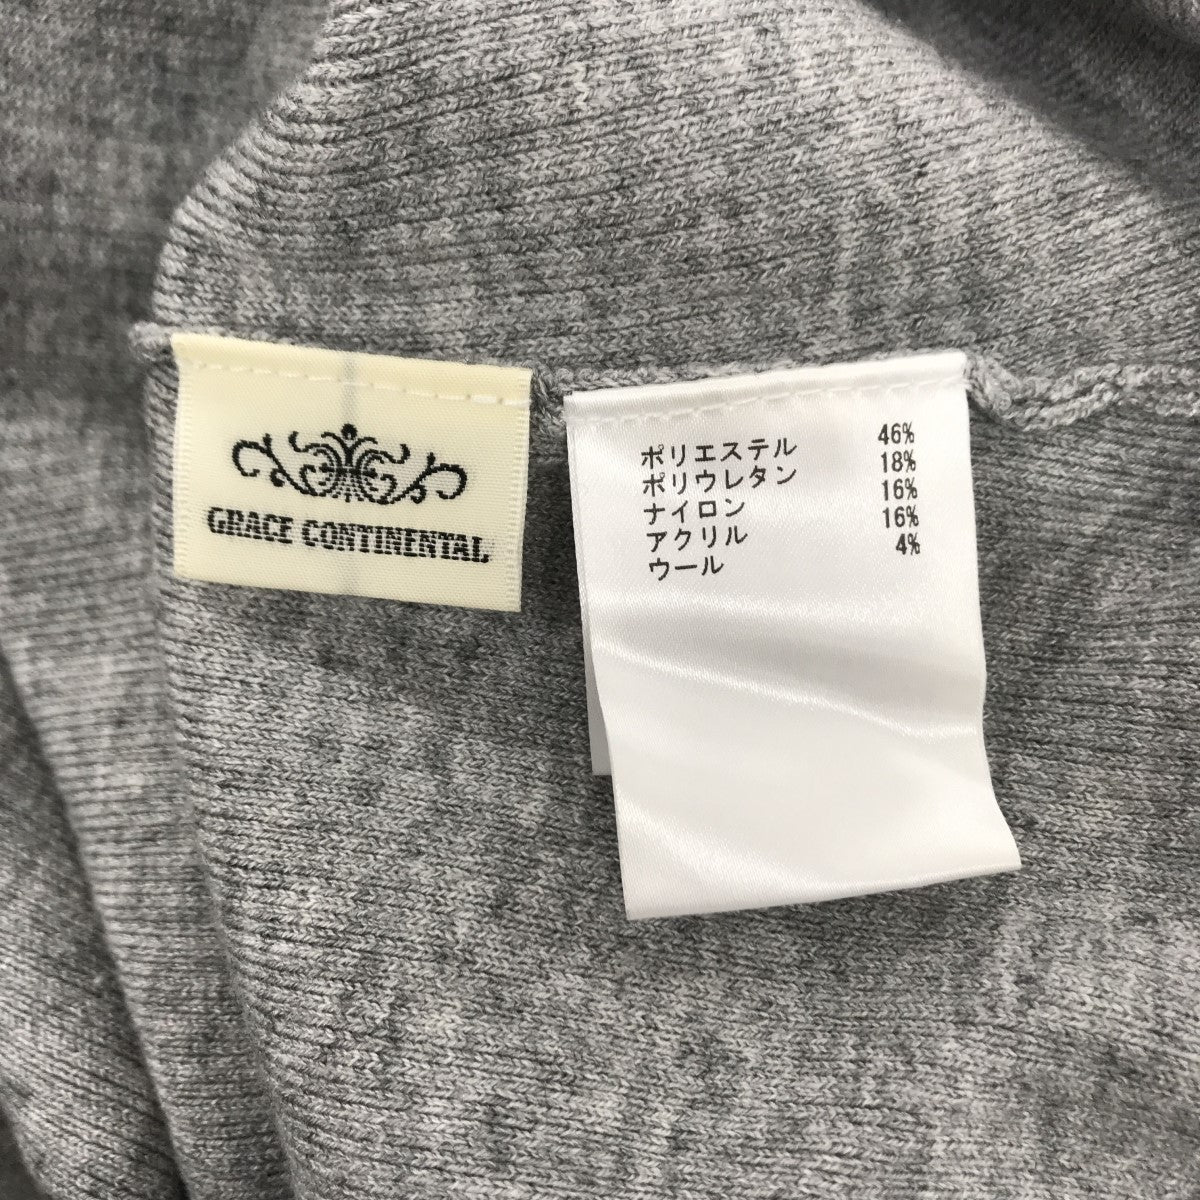 GRACE CONTINENTAL
ポリエステル 46%
ポリウレタン 18%
ナイロン 16%
アクリル 16%
ウール 4%